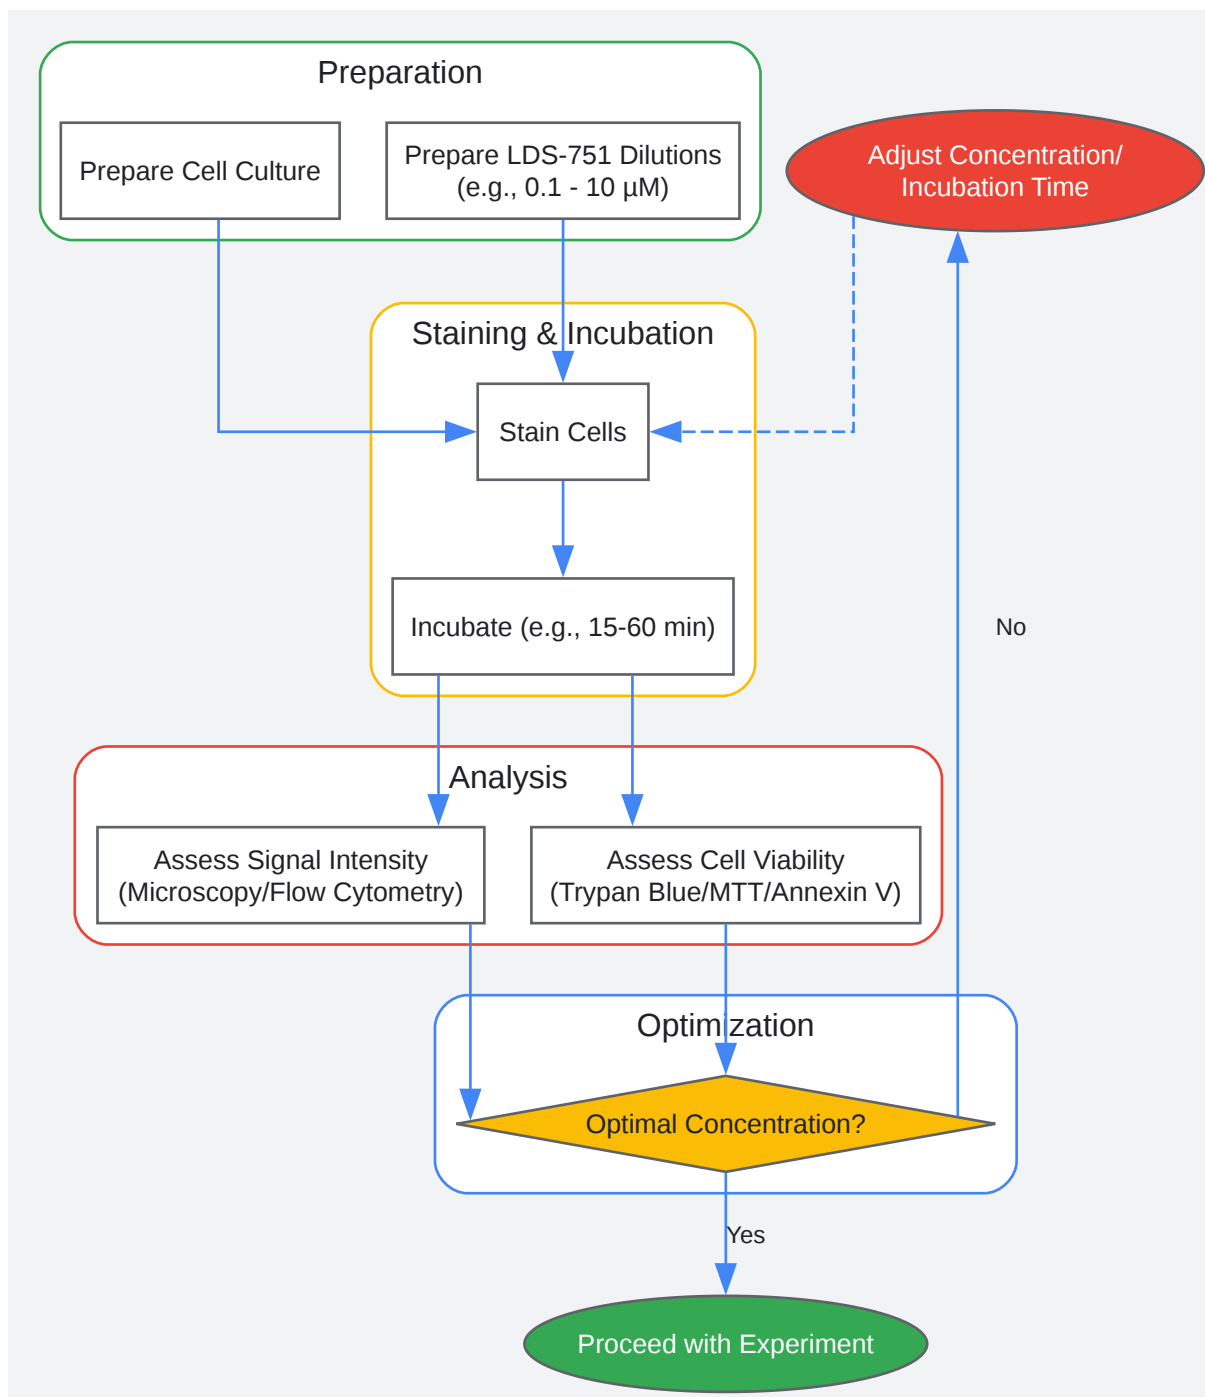 Preparation
Prepare Cell Culture
Prepare LDS-751 Dilutions
(e.g., 0.1 - 10 µM)
Adjust Concentration/
Incubation Time
Staining & Incubation
Stain Cells
Incubate (e.g., 15-60 min)
No
Analysis
Assess Signal Intensity
(Microscopy/Flow Cytometry)
Assess Cell Viability
(Trypan Blue/MTT/Annexin V)
Optimization
Optimal Concentration?
Yes
Proceed with Experiment